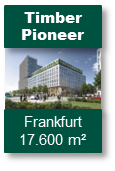 Timber
Pioneer
Frankfurt
17.600 m²